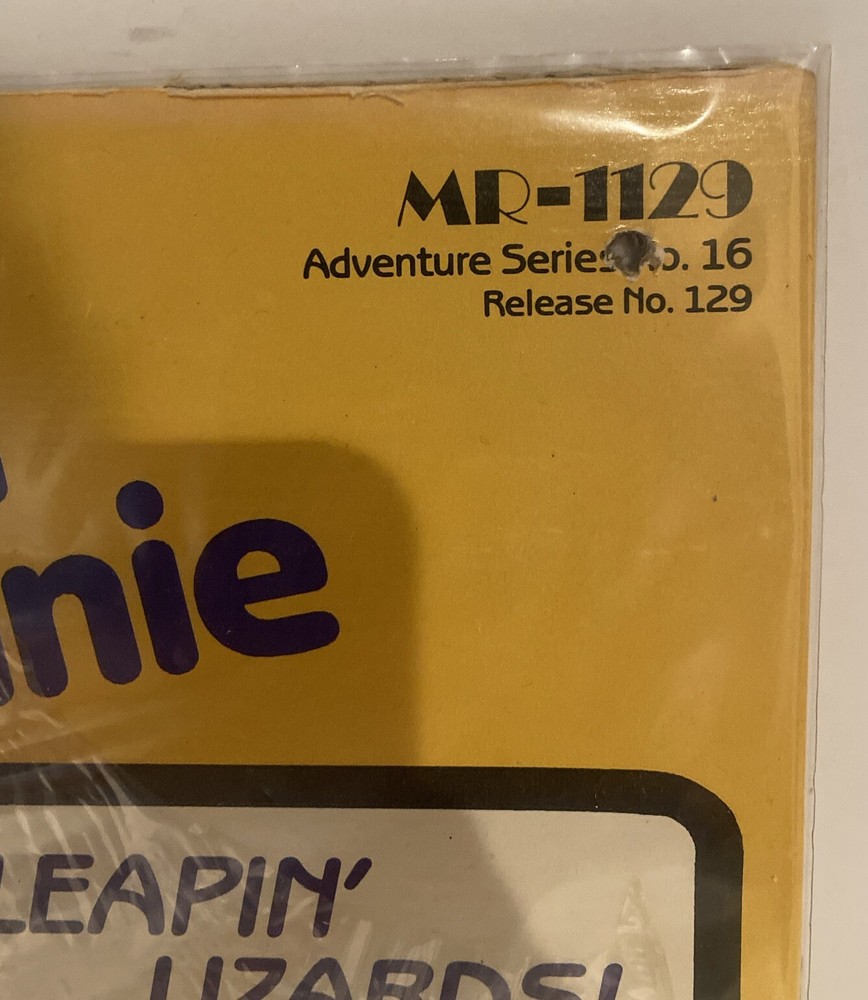 MR-1129
Adventure Series No. 16
Release No. 129
nie
LEAPIN'
LIZARDS!